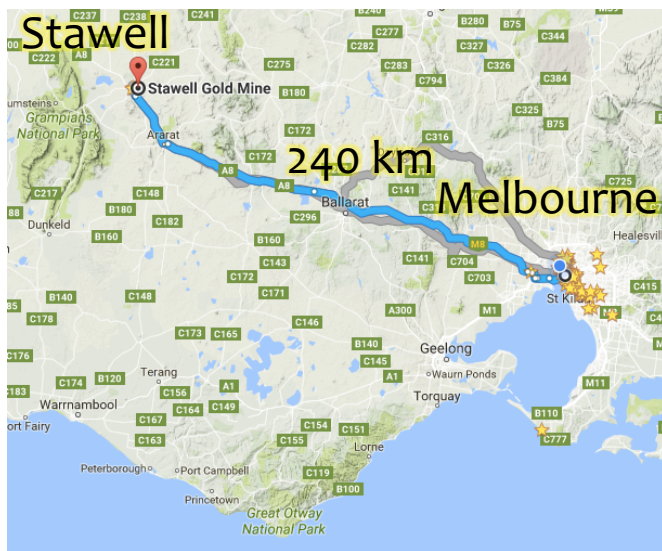 Stawell
C241
C237
C238
B240
B280
B75
C344
C222
A8
C221
C275
C282
C277
C326
C327
C283
C384
Stawell Gold Mine
B180
C794
C325
B75
Grampians
National Park
Ararat
C172
C316
240 km
A8
C172
A8
C148
C141
C725
C217
B180
Ballarat
Melbourne
C182
C296
Dunkeld
B160
B160
M8
Healesville
C143
C141
C704
C172
C703
C415
B140
C148
C171
St Kilda
C178
A300
M1
C173
C165
C146
C176
B140
Geelong
C145
Terang
C174
B120
A1
A1
Waurn Ponds
M11
C183
C156
Warrnambool
C164
C149
Torquay
B110
C167
C154
C151
C777
C163
C155
Lorne
Peterborough
Port Campbell
C119
B100
Princetown
Great Otway
National Park